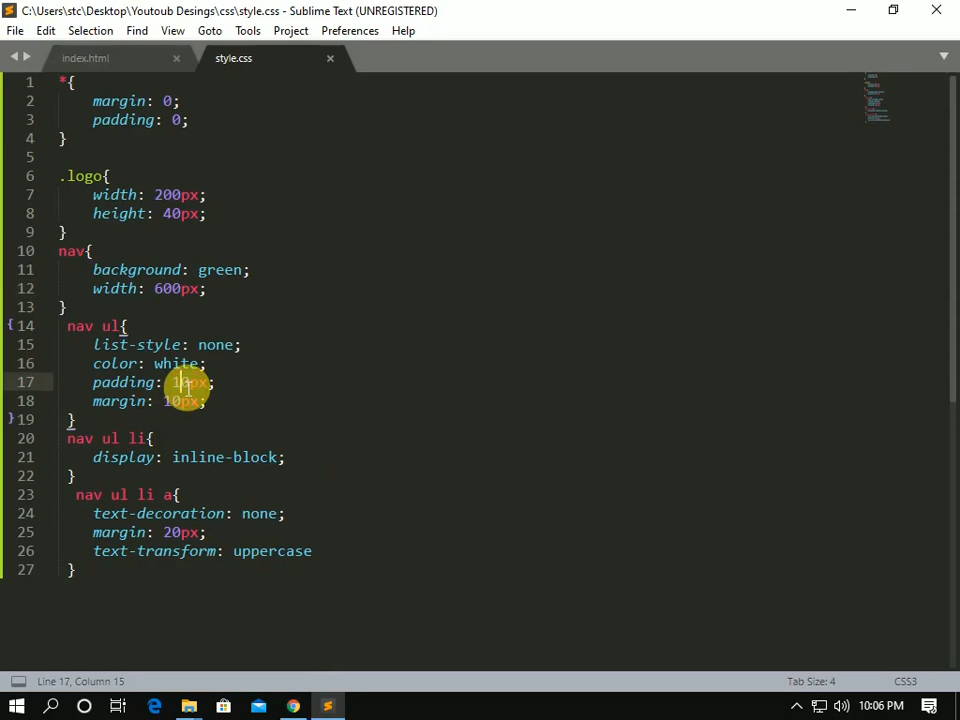 C:\Users\stc\Desktop\Youtoub Desings\css\style.css - Sublime Text (UNREGISTERED)
File Edit Selection Find View Goto Tools Project Preferences Help
index.html style.css
1 *{
2 margin: 0;
3 padding: 0;
4 }
5
6 .logo{
7 width: 200px;
8 height: 40px;
9 }
10 nav{
11 background: green;
12 width: 600px;
13 }
14 nav ul{
15 list-style: none;
16 color: white;
17 padding: 10px;
18 margin: 10px;
19 }
20 nav ul li{
21 display: inline-block;
22 }
23 nav ul li a{
24 text-decoration: none;
25 margin: 20px;
26 text-transform: uppercase
27 }
Line 17, Column 15 Tab Size: 4 CSS3
10:06 PM